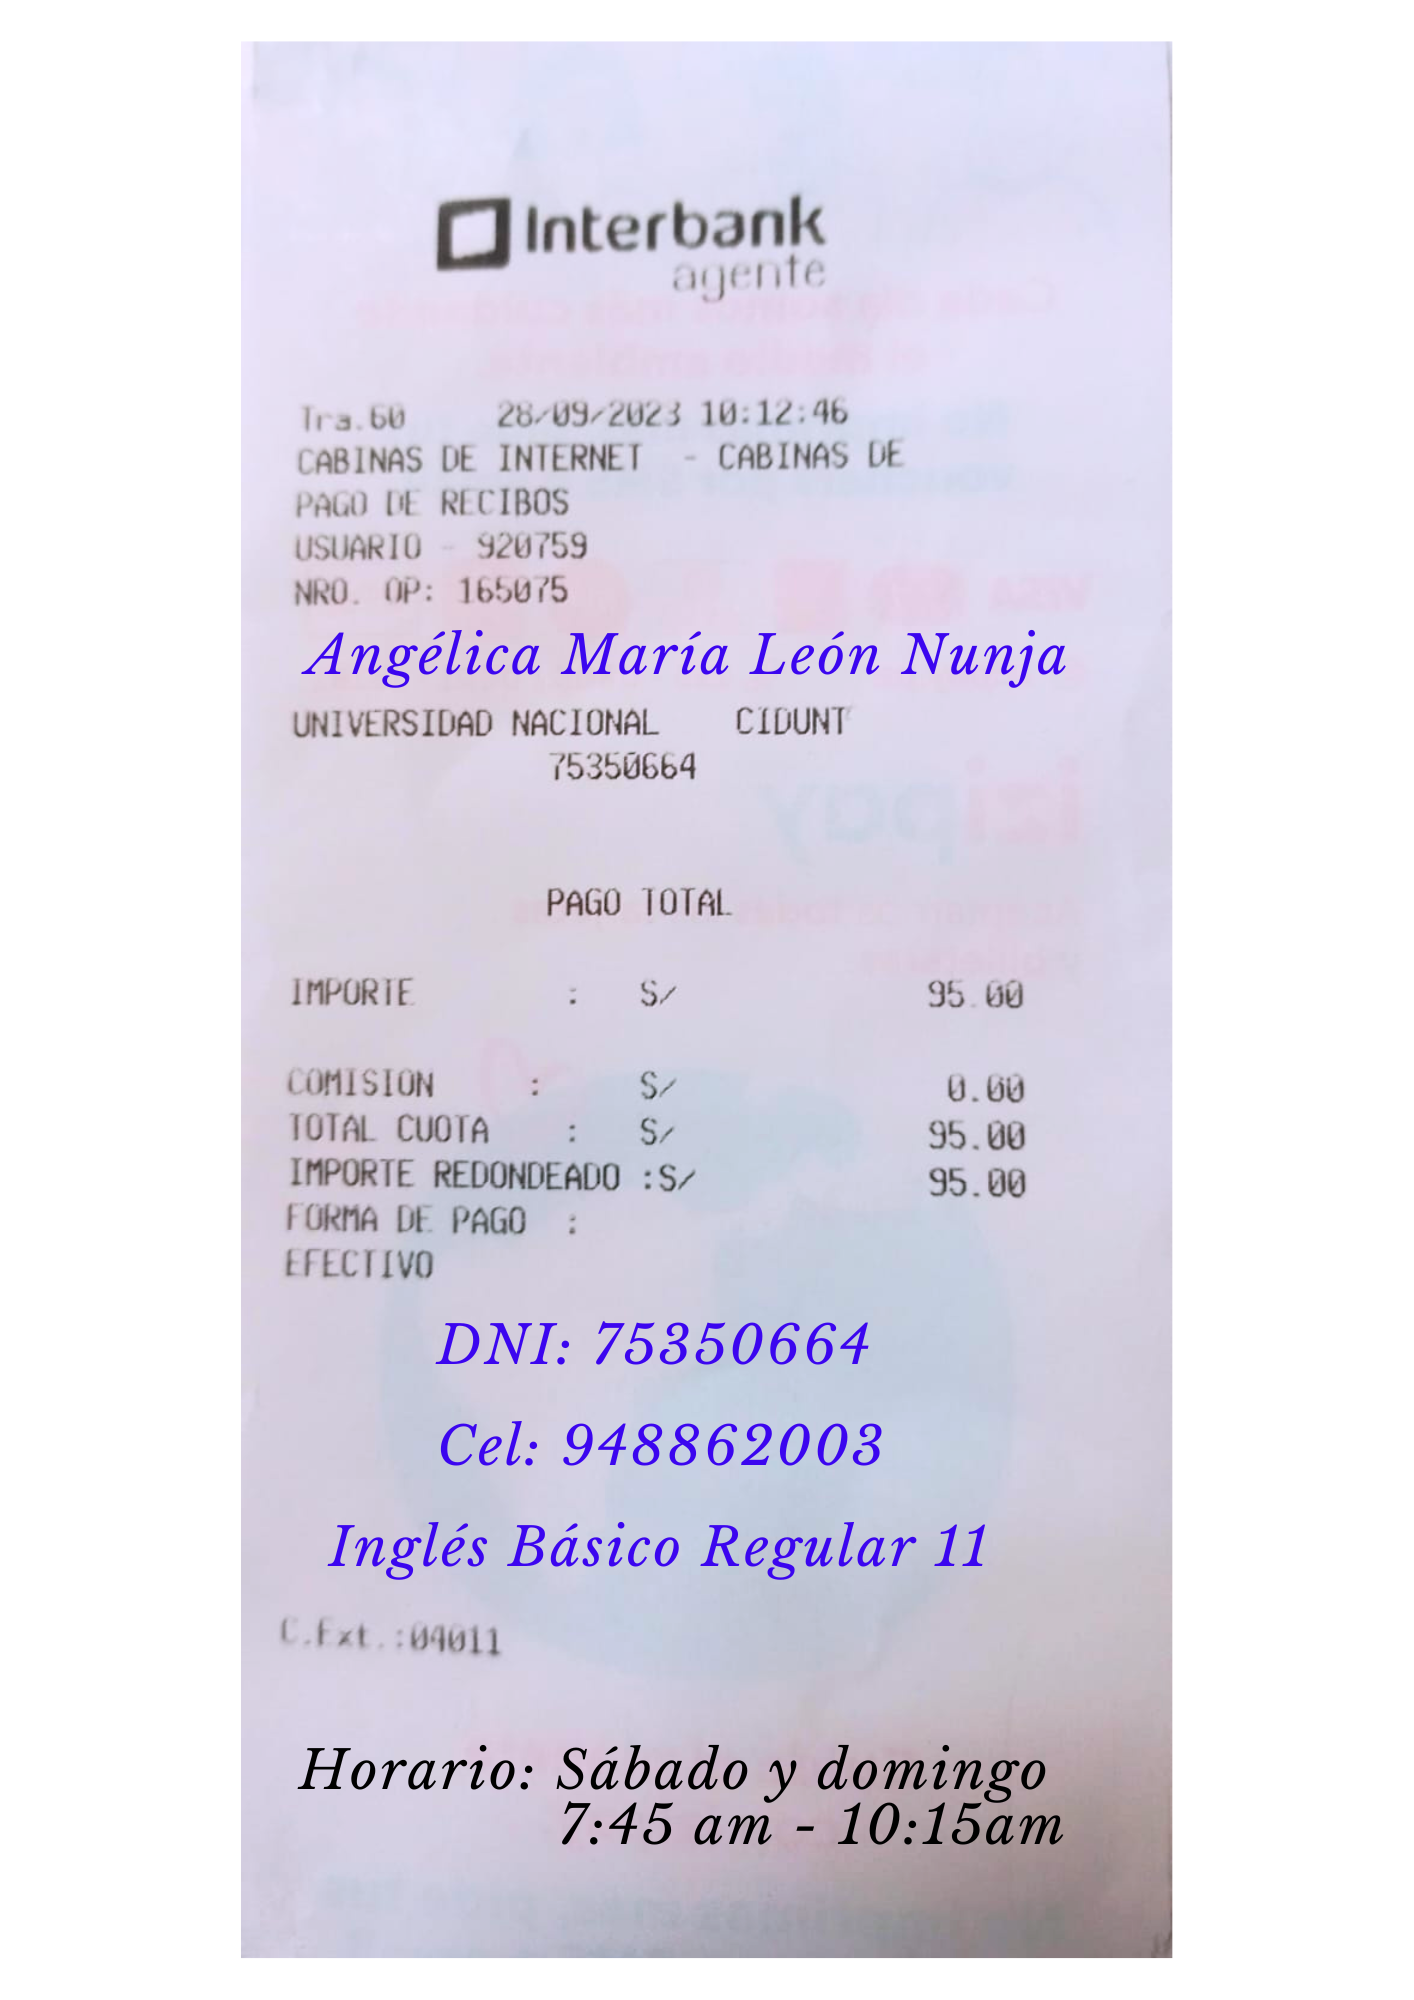 Interbank
agente
Tra.60 28/09/2023 10:12:46
CABINAS DE INTERNET - CABINAS DE
PAGO DE RECIBOS
USUARIO - 920759
NRO. OP: 165075
Angélica María León Nunja
UNIVERSIDAD NACIONAL CIDUNT
75350664
PAGO TOTAL
IMPORTE : S/ 95.00
COMISION : S/ 0.00
TOTAL CUOTA : S/ 95.00
IMPORTE REDONDEADO :S/ 95.00
FORMA DE PAGO :
EFECTIVO
DNI: 75350664
Cel: 948862003
Inglés Básico Regular 11
C.Ext.:04011
Horario: Sábado y domingo
7:45 am - 10:15am